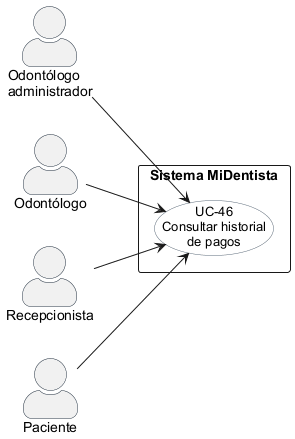 Odontólogo
administrador
Sistema MiDentista
Odontólogo
UC-46
Consultar historial
de pagos
Recepcionista
Paciente